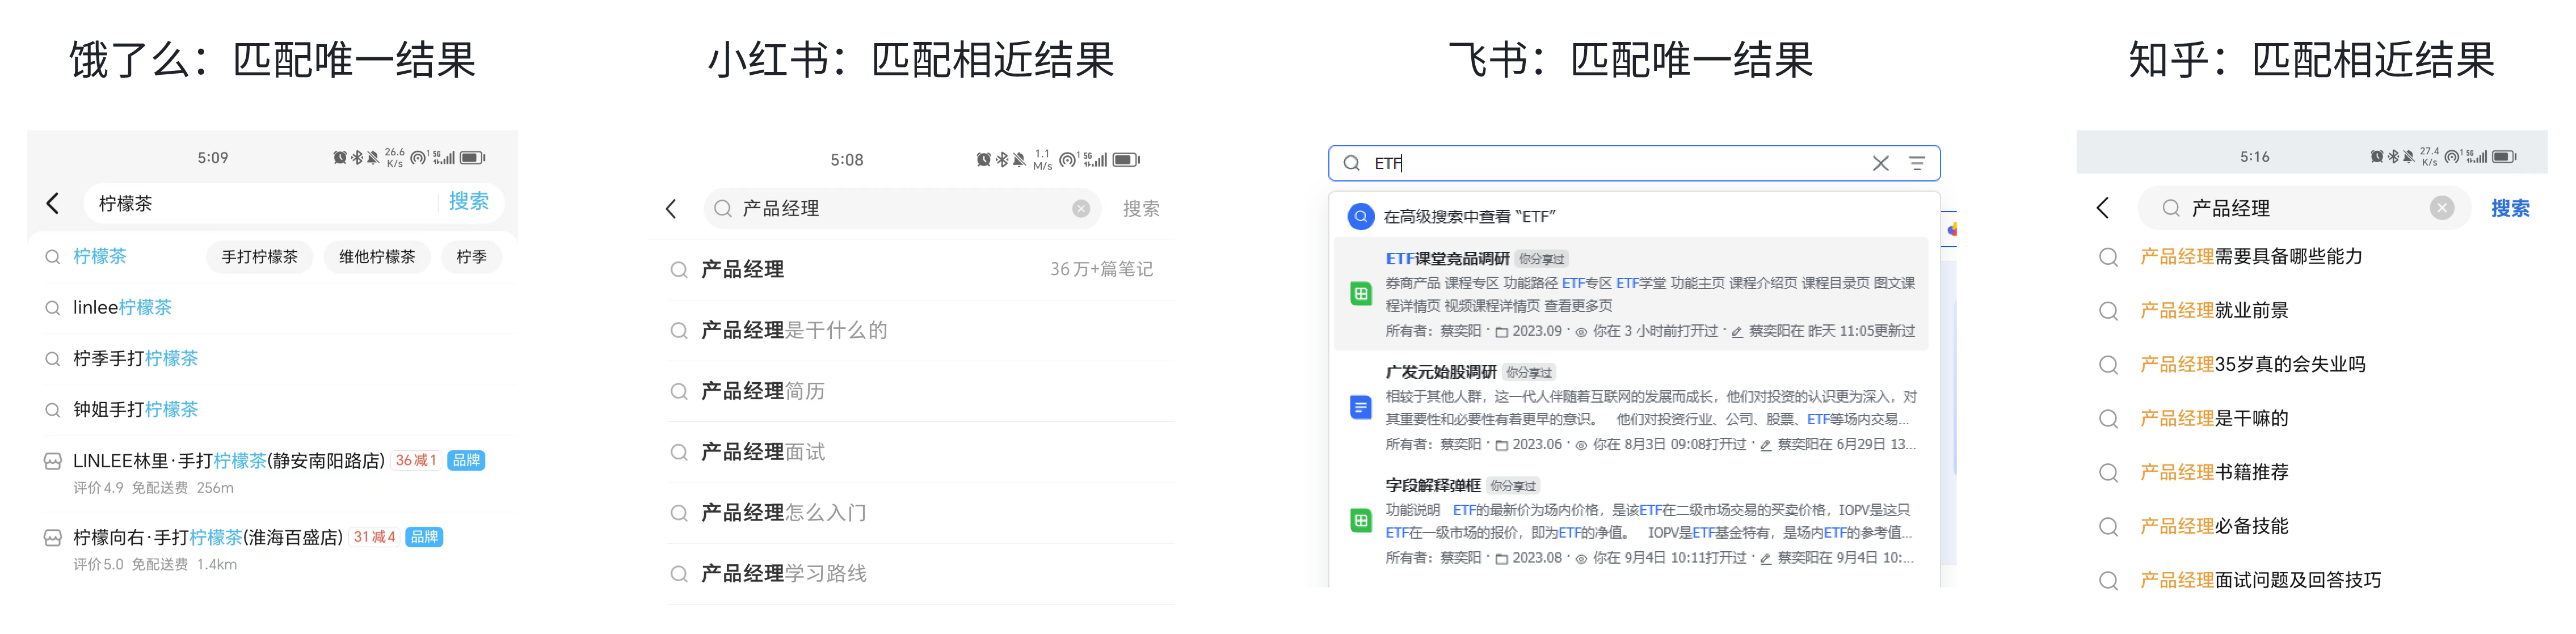 饿了么：匹配唯一结果
5:09
26.6
K/s
1 5G
柠檬茶
搜索
柠檬茶 手打柠檬茶 维他柠檬茶 柠季
linlee柠檬茶
柠季手打柠檬茶
钟姐手打柠檬茶
LINLEE林里·手打柠檬茶(静安南阳路店) 36减1 品牌
评价4.9 免配送费 256m
柠檬向右·手打柠檬茶(淮海百盛店) 31减4 品牌
评价5.0 免配送费 1.4km
小红书：匹配相近结果
5:08
1.1
M/s
1 5G
产品经理
搜索
产品经理 36万+篇笔记
产品经理是干什么的
产品经理简历
产品经理面试
产品经理怎么入门
产品经理学习路线
飞书：匹配唯一结果
ETF
在高级搜索中查看 “ETF”
ETF课堂竞品调研 你分享过
券商产品 课程专区 功能路径 ETF专区 ETF学堂 功能主页 课程介绍页 课程目录页 图文课
程详情页 视频课程详情页 查看更多页
所有者：蔡奕阳 · 2023.09 · 你在 3 小时前打开过 · 蔡奕阳在 昨天 11:05更新过
广发元始股调研 你分享过
相较于其他人群，这一代人伴随着互联网的发展而成长，他们对投资的认识更为深入，对
其重要性和必要性有着更早的意识。 他们对投资行业、公司、股票、ETF等场内交易...
所有者：蔡奕阳 · 2023.06 · 你在 8月3日 09:08打开过 · 蔡奕阳在 6月29日 13...
字段解释弹框 你分享过
功能说明 ETF的最新价为场内价格，是该ETF在二级市场交易的买卖价格，IOPV是这只
ETF在一级市场的报价，即为ETF的净值。 IOPV是ETF基金特有，是场内ETF的参考值...
所有者：蔡奕阳 · 2023.08 · 你在 9月4日 10:11打开过 · 蔡奕阳在 9月4日 10:...
知乎：匹配相近结果
5:16
27.4
K/s
1 5G
产品经理
搜索
产品经理需要具备哪些能力
产品经理就业前景
产品经理35岁真的会失业吗
产品经理是干嘛的
产品经理书籍推荐
产品经理必备技能
产品经理面试问题及回答技巧